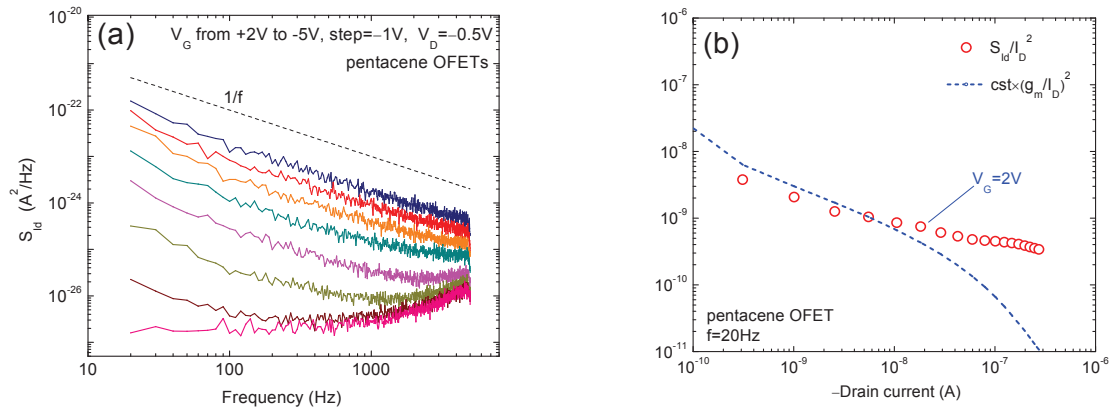 (a)
V_G from +2V to -5V, step=−1V, V_D=−0.5V
pentacene OFETs
1/f
10^-20
10^-22
10^-24
10^-26
S_Id (A^2/Hz)
10
100
1000
Frequency (Hz)
(b)
S_Id/I_D^2
cst×(g_m/I_D)^2
V_G=2V
pentacene OFET
f=20Hz
10^-6
10^-7
10^-8
10^-9
10^-10
10^-11
10^-10
10^-9
10^-8
10^-7
10^-6
−Drain current (A)